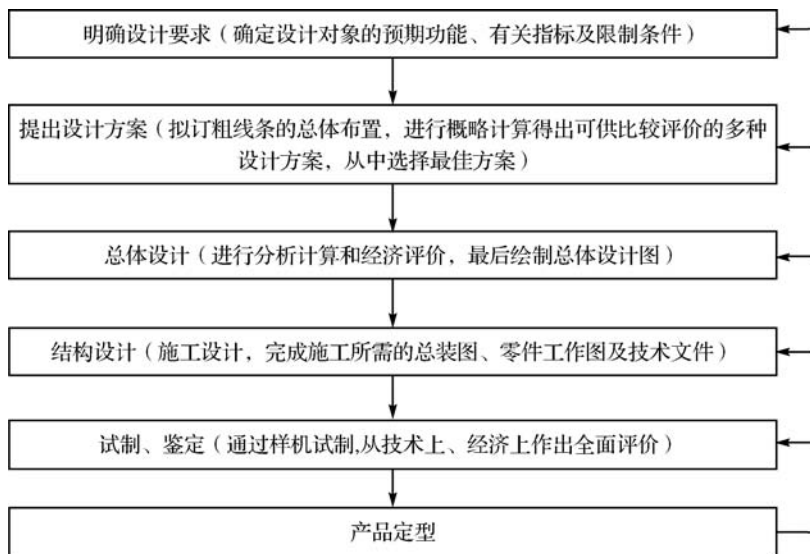 明确设计要求（确定设计对象的预期功能、有关指标及限制条件）
提出设计方案（拟订粗线条的总体布置，进行概略计算得出可供比较评价的多种
设计方案，从中选择最佳方案）
总体设计（进行分析计算和经济评价，最后绘制总体设计图）
结构设计（施工设计，完成施工所需的总装图、零件工作图及技术文件）
试制、鉴定（通过样机试制,从技术上、经济上作出全面评价）
产品定型